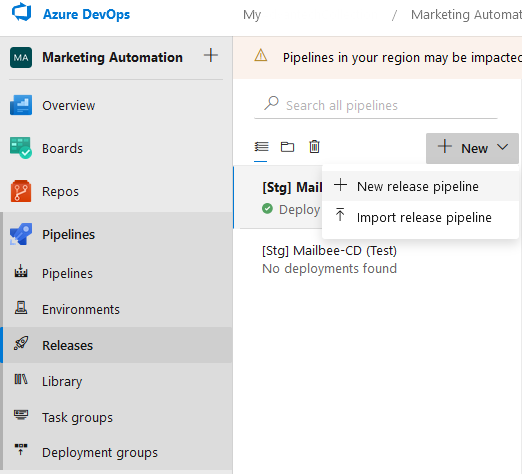 Azure DevOps
My / Marketing Automat
MA Marketing Automation
Pipelines in your region may be impacted
Overview
Search all pipelines
Boards
New
Repos
[Stg] Mail
New release pipeline
Deploy
Import release pipeline
Pipelines
[Stg] Mailbee-CD (Test)
No deployments found
Pipelines
Environments
Releases
Library
Task groups
Deployment groups